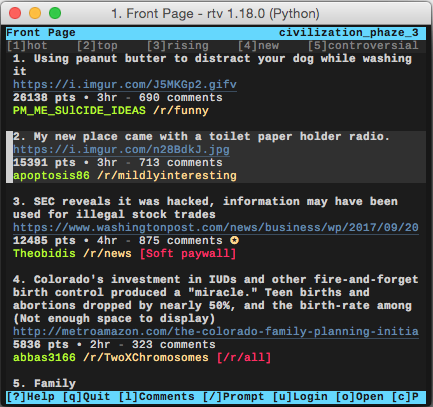 1. Front Page - rtv 1.18.0 (Python)
Front Page civilization_phaze_3
[1]hot [2]top [3]rising [4]new [5]controversial
1. Using peanut butter to distract your dog while washing
it
https://i.imgur.com/J5MKGp2.gifv
26138 pts • 3hr - 690 comments
PM_ME_SUlCIDE_IDEAS /r/funny
2. My new place came with a toilet paper holder radio.
https://i.imgur.com/n28BdkJ.jpg
15391 pts • 3hr - 713 comments
apoptosis86 /r/mildlyinteresting
3. SEC reveals it was hacked, information may have been
used for illegal stock trades
https://www.washingtonpost.com/news/business/wp/2017/09/20
12485 pts • 4hr - 875 comments ✪
Theobidis /r/news [Soft paywall]
4. Colorado's investment in IUDs and other fire-and-forget
birth control produced a "miracle." Teen births and
abortions dropped by nearly 50%, and the birth-rate among
(Not enough space to display)
http://metroamazon.com/the-colorado-family-planning-initia
5836 pts • 2hr - 323 comments
abbas3166 /r/TwoXChromosomes [/r/all]
5. Family
[?]Help [q]Quit [l]Comments [/]Prompt [u]Login [o]Open [c]P